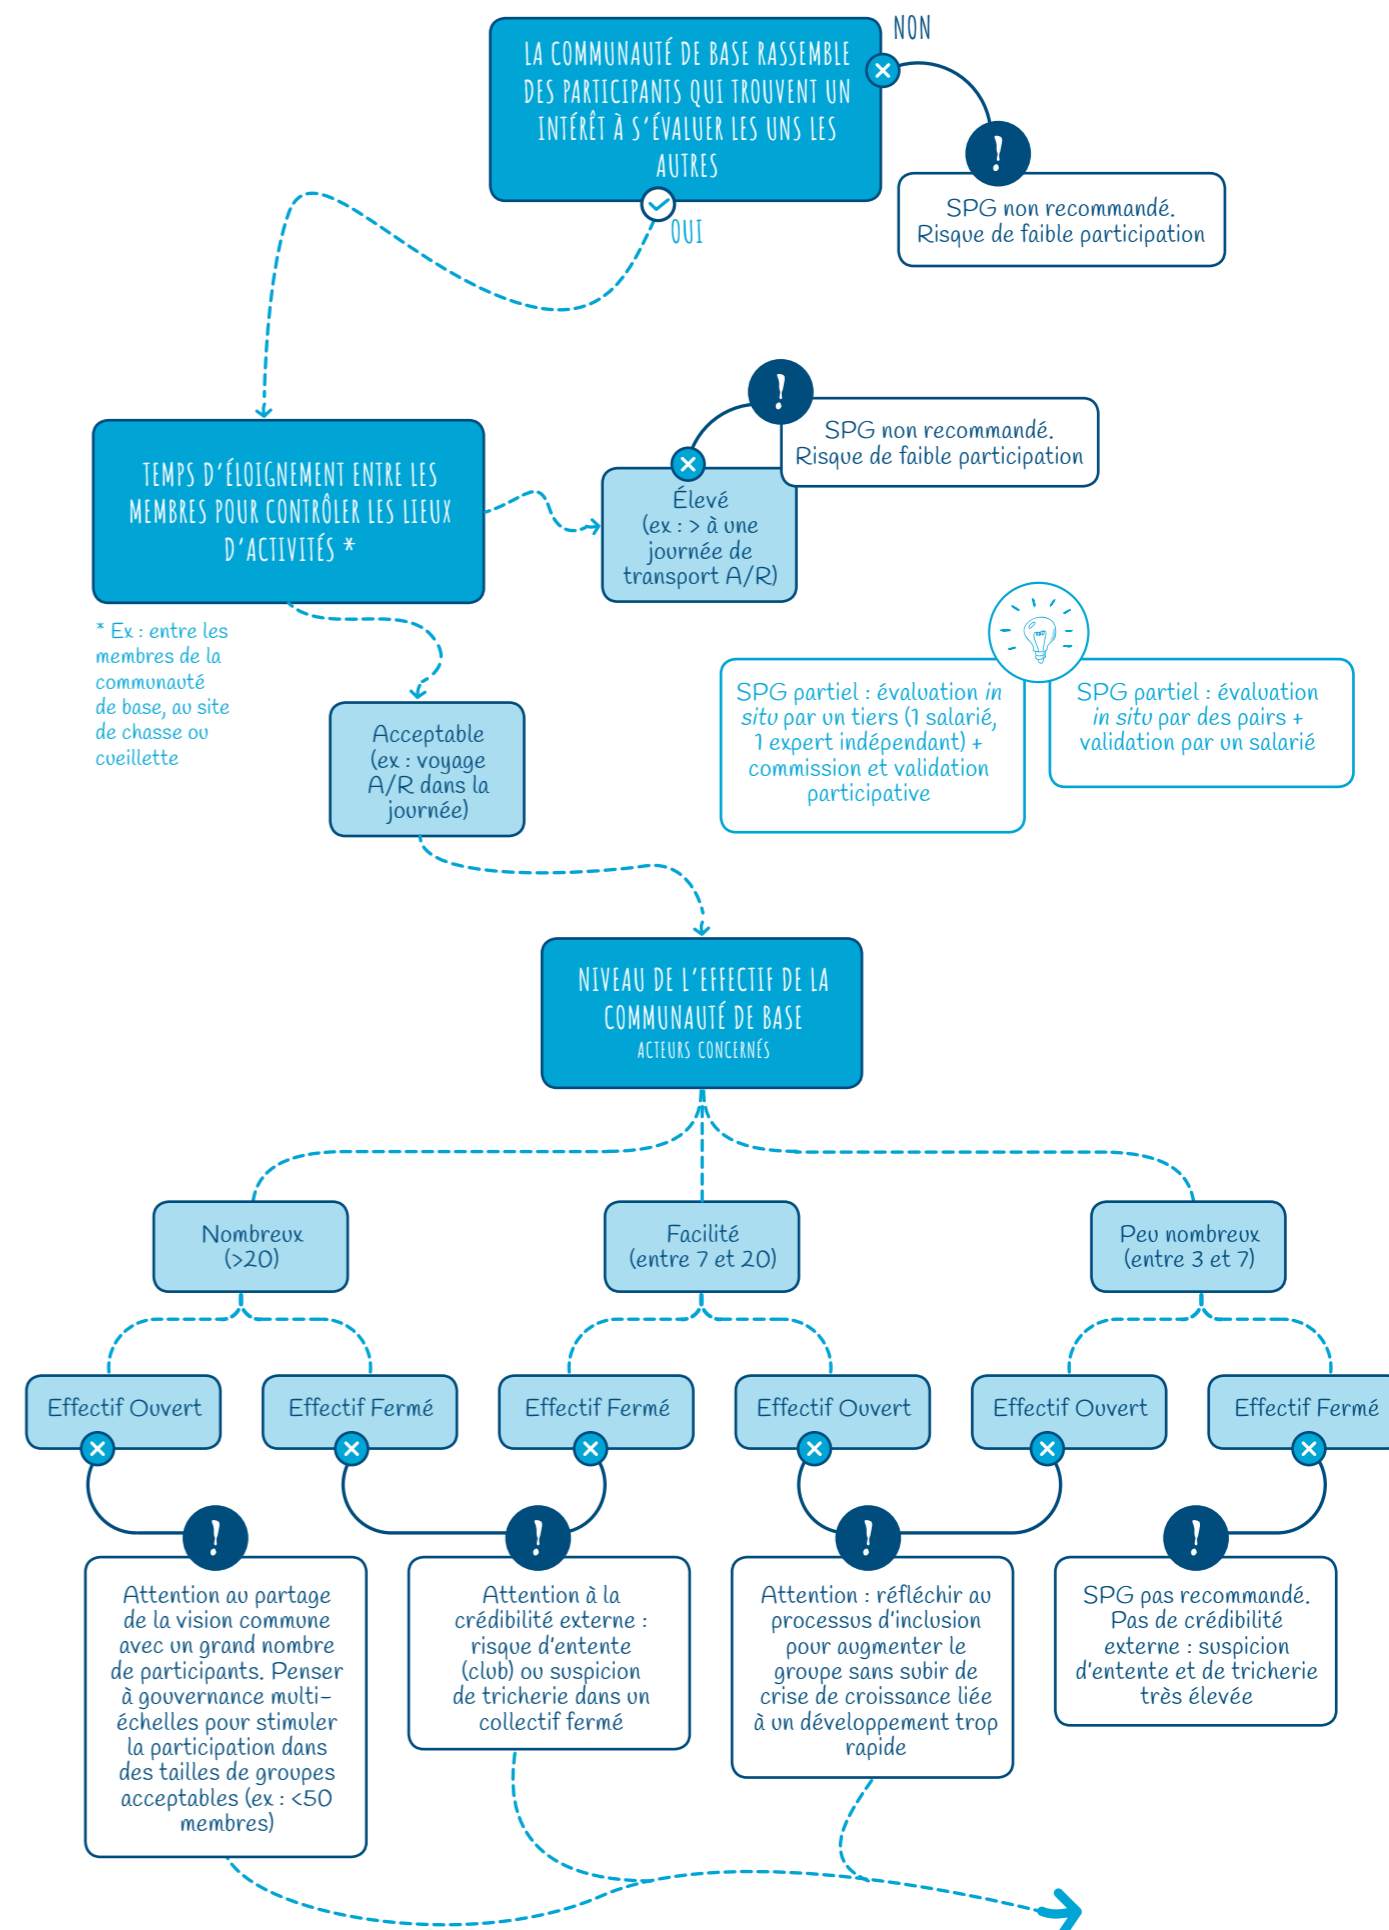 NON
LA COMMUNAUTÉ DE BASE RASSEMBLE
DES PARTICIPANTS QUI TROUVENT UN
INTÉRÊT À S'ÉVALUER LES UNS LES
AUTRES
OUI
!
SPG non recommandé.
Risque de faible participation
!
SPG non recommandé.
Risque de faible participation
TEMPS D'ÉLOIGNEMENT ENTRE LES
MEMBRES POUR CONTRÔLER LES LIEUX
D'ACTIVITÉS *
Élevé
(ex : > à une
journée de
transport A/R)
* Ex : entre les
membres de la
communauté
de base, au site
de chasse ou
cueillette
Acceptable
(ex : voyage
A/R dans la
journée)
SPG partiel : évaluation in
situ par un tiers (1 salarié,
1 expert indépendant) +
commission et validation
participative
SPG partiel : évaluation
in situ par des pairs +
validation par un salarié
NIVEAU DE L'EFFECTIF DE LA
COMMUNAUTÉ DE BASE
ACTEURS CONCERNÉS
Nombreux
(>20)
Facilité
(entre 7 et 20)
Peu nombreux
(entre 3 et 7)
Effectif Ouvert
Effectif Fermé
Effectif Fermé
Effectif Ouvert
Effectif Ouvert
Effectif Fermé
!
Attention au partage
de la vision commune
avec un grand nombre
de participants. Penser
à gouvernance multi-
échelles pour stimuler
la participation dans
des tailles de groupes
acceptables (ex : <50
membres)
!
Attention à la
crédibilité externe :
risque d'entente
(club) ou suspicion
de tricherie dans un
collectif fermé
!
Attention : réfléchir au
processus d'inclusion
pour augmenter le
groupe sans subir de
crise de croissance liée
à un développement trop
rapide
!
SPG pas recommandé.
Pas de crédibilité
externe : suspicion
d'entente et de tricherie
très élevée